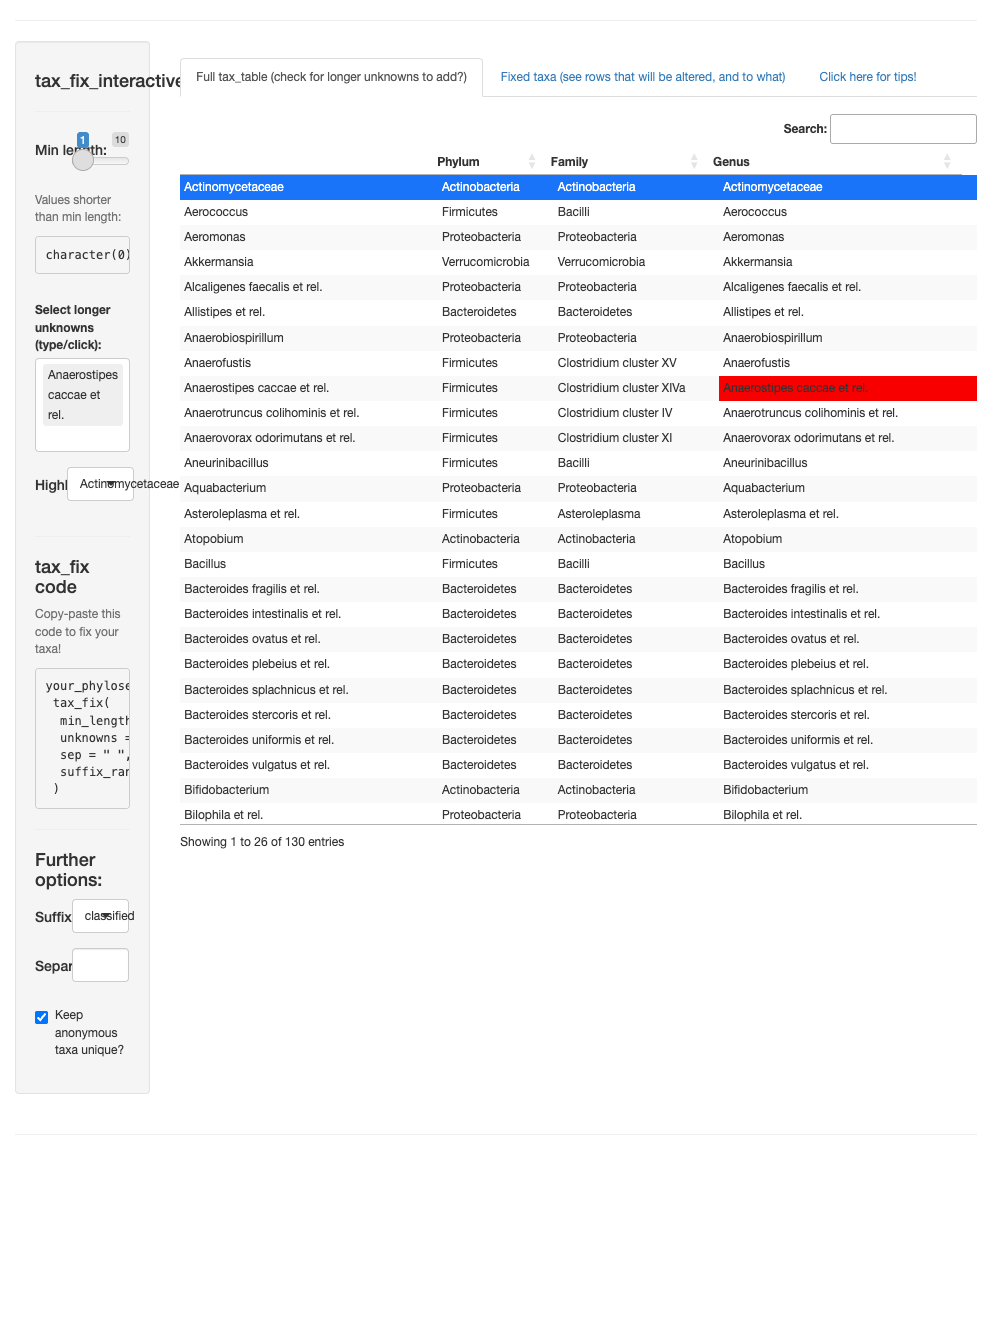 tax_fix_interactive
Min length:
1
10
Values shorter
than min length:
character(0)
Select longer
unknowns
(type/click):
Anaerostipes
caccae et
rel.
Highl
Actinomycetaceae
tax_fix
code
Copy-paste this
code to fix your
taxa!
your_phylose
tax_fix(
min_length
unknowns =
sep = " ",
suffix_ran
)
Further
options:
Suffix
classified
Separ
Keep
anonymous
taxa unique?
Full tax_table (check for longer unknowns to add?)
Fixed taxa (see rows that will be altered, and to what)
Click here for tips!
Search:
Phylum Family Genus
Actinomycetaceae Actinobacteria Actinobacteria Actinomycetaceae
Aerococcus Firmicutes Bacilli Aerococcus
Aeromonas Proteobacteria Proteobacteria Aeromonas
Akkermansia Verrucomicrobia Verrucomicrobia Akkermansia
Alcaligenes faecalis et rel. Proteobacteria Proteobacteria Alcaligenes faecalis et rel.
Allistipes et rel. Bacteroidetes Bacteroidetes Allistipes et rel.
Anaerobiospirillum Proteobacteria Proteobacteria Anaerobiospirillum
Anaerofustis Firmicutes Clostridium cluster XV Anaerofustis
Anaerostipes caccae et rel. Firmicutes Clostridium cluster XIVa Anaerostipes caccae et rel.
Anaerotruncus colihominis et rel. Firmicutes Clostridium cluster IV Anaerotruncus colihominis et rel.
Anaerovorax odorimutans et rel. Firmicutes Clostridium cluster XI Anaerovorax odorimutans et rel.
Aneurinibacillus Firmicutes Bacilli Aneurinibacillus
Aquabacterium Proteobacteria Proteobacteria Aquabacterium
Asteroleplasma et rel. Firmicutes Asteroleplasma Asteroleplasma et rel.
Atopobium Actinobacteria Actinobacteria Atopobium
Bacillus Firmicutes Bacilli Bacillus
Bacteroides fragilis et rel. Bacteroidetes Bacteroidetes Bacteroides fragilis et rel.
Bacteroides intestinalis et rel. Bacteroidetes Bacteroidetes Bacteroides intestinalis et rel.
Bacteroides ovatus et rel. Bacteroidetes Bacteroidetes Bacteroides ovatus et rel.
Bacteroides plebeius et rel. Bacteroidetes Bacteroidetes Bacteroides plebeius et rel.
Bacteroides splachnicus et rel. Bacteroidetes Bacteroidetes Bacteroides splachnicus et rel.
Bacteroides stercoris et rel. Bacteroidetes Bacteroidetes Bacteroides stercoris et rel.
Bacteroides uniformis et rel. Bacteroidetes Bacteroidetes Bacteroides uniformis et rel.
Bacteroides vulgatus et rel. Bacteroidetes Bacteroidetes Bacteroides vulgatus et rel.
Bifidobacterium Actinobacteria Actinobacteria Bifidobacterium
Bilophila et rel. Proteobacteria Proteobacteria Bilophila et rel.
Showing 1 to 26 of 130 entries